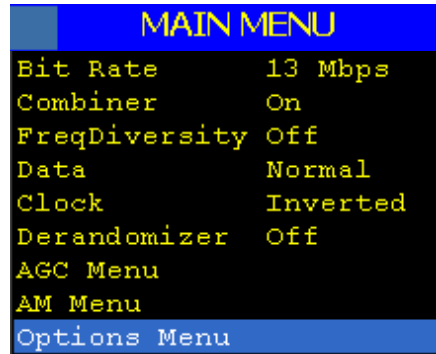 MAIN MENU
Bit Rate 13 Mbps
Combiner On
FreqDiversity Off
Data Normal
Clock Inverted
Derandomizer Off
AGC Menu
AM Menu
Options Menu